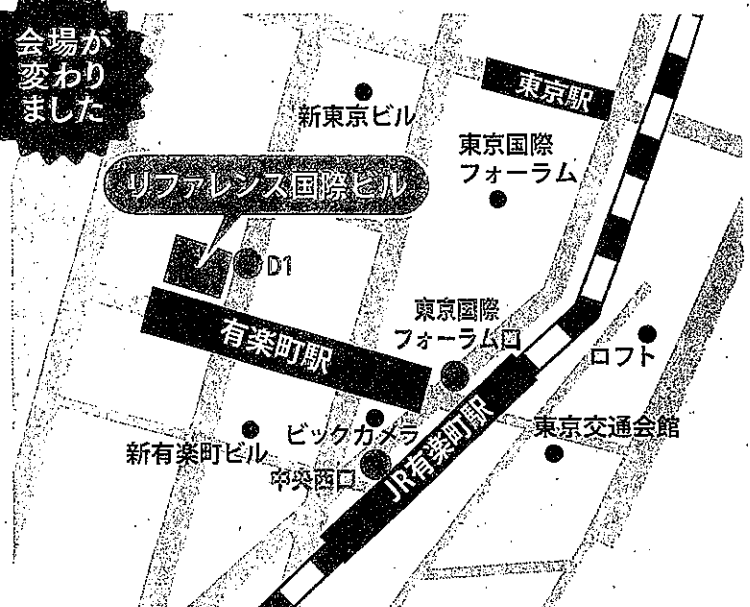 会場が
変わり
ました
東京駅
新東京ビル
東京国際
フォーラム
リファレンス国際ビル
D1
東京国際
フォーラム口
有楽町駅
ロフト
ビックカメラ
新有楽町ビル
東京交通会館
中央西口
JR有楽町駅